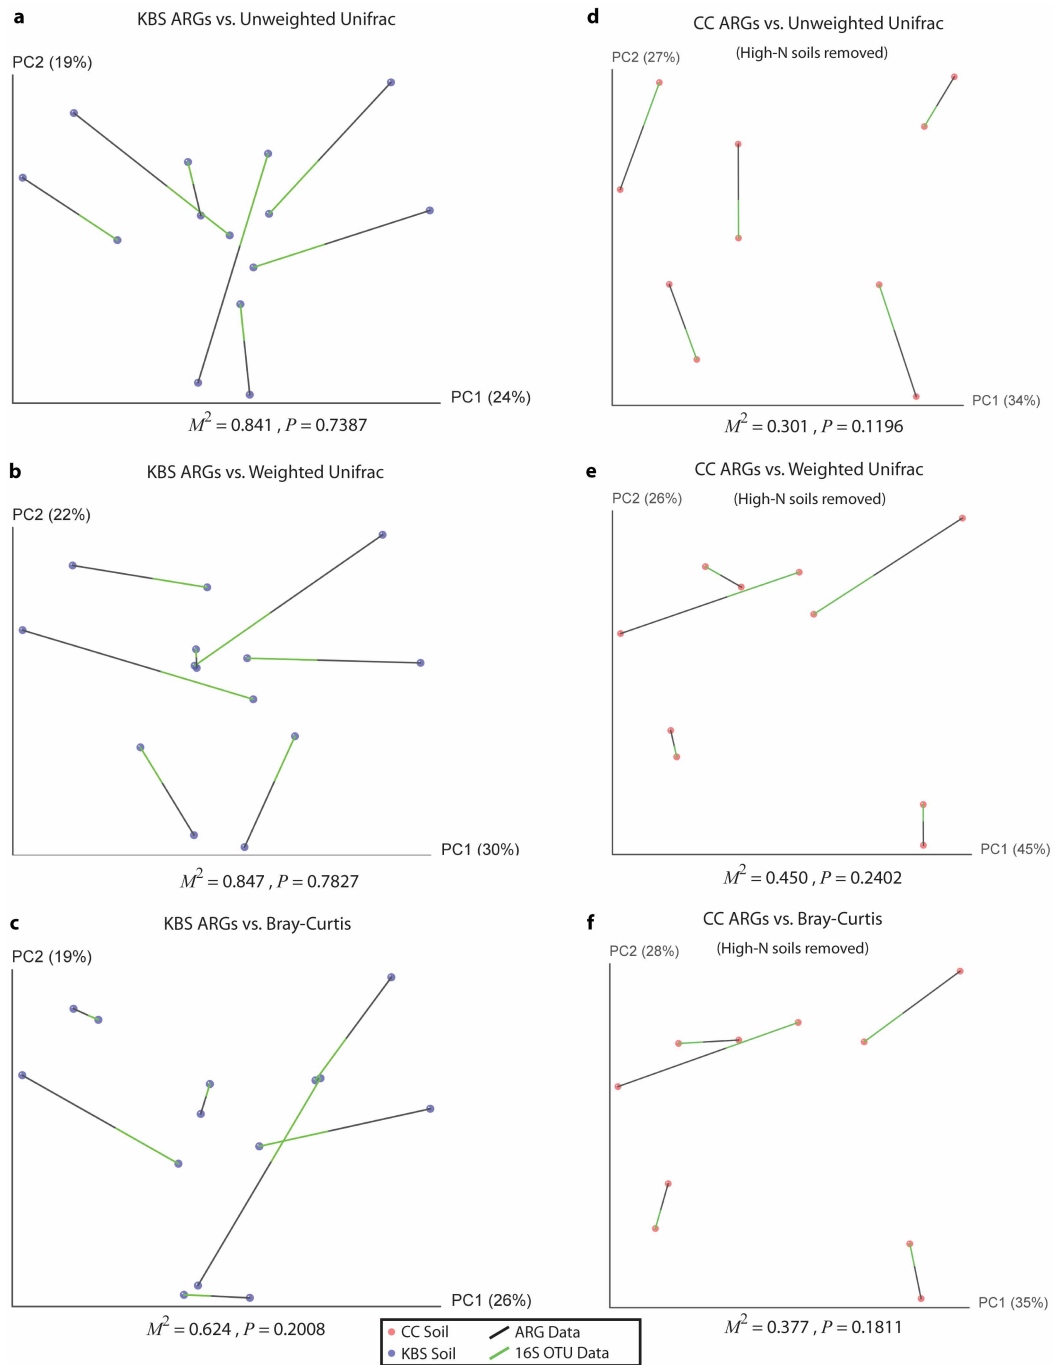 a
KBS ARGs vs. Unweighted Unifrac
PC2 (19%)
PC1 (24%)
M² = 0.841 , P = 0.7387
b
KBS ARGs vs. Weighted Unifrac
PC2 (22%)
PC1 (30%)
M² = 0.847 , P = 0.7827
c
KBS ARGs vs. Bray-Curtis
PC2 (19%)
PC1 (26%)
M² = 0.624 , P = 0.2008
d
CC ARGs vs. Unweighted Unifrac
(High-N soils removed)
PC2 (27%)
PC1 (34%)
M² = 0.301 , P = 0.1196
e
CC ARGs vs. Weighted Unifrac
(High-N soils removed)
PC2 (26%)
PC1 (45%)
M² = 0.450 , P = 0.2402
f
CC ARGs vs. Bray-Curtis
(High-N soils removed)
PC2 (28%)
PC1 (35%)
M² = 0.377 , P = 0.1811
CC Soil
ARG Data
KBS Soil
16S OTU Data